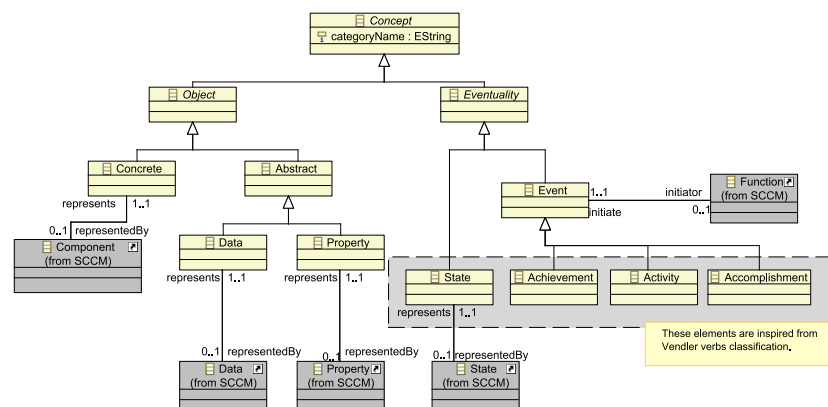 Concept
categoryName : EString
Object
Eventuality
Concrete
Abstract
Event
Function
(from SCCM)
represents
1..1
1..1
initiator
initiate
0..1
0..1
representedBy
Component
(from SCCM)
Data
Property
State
Achievement
Activity
Accomplishment
represents
1..1
represents
1..1
represents
1..1
These elements are inspired from
Vendler verbs classification.
0..1
representedBy
0..1
representedBy
0..1
representedBy
Data
(from SCCM)
Property
(from SCCM)
State
(from SCCM)